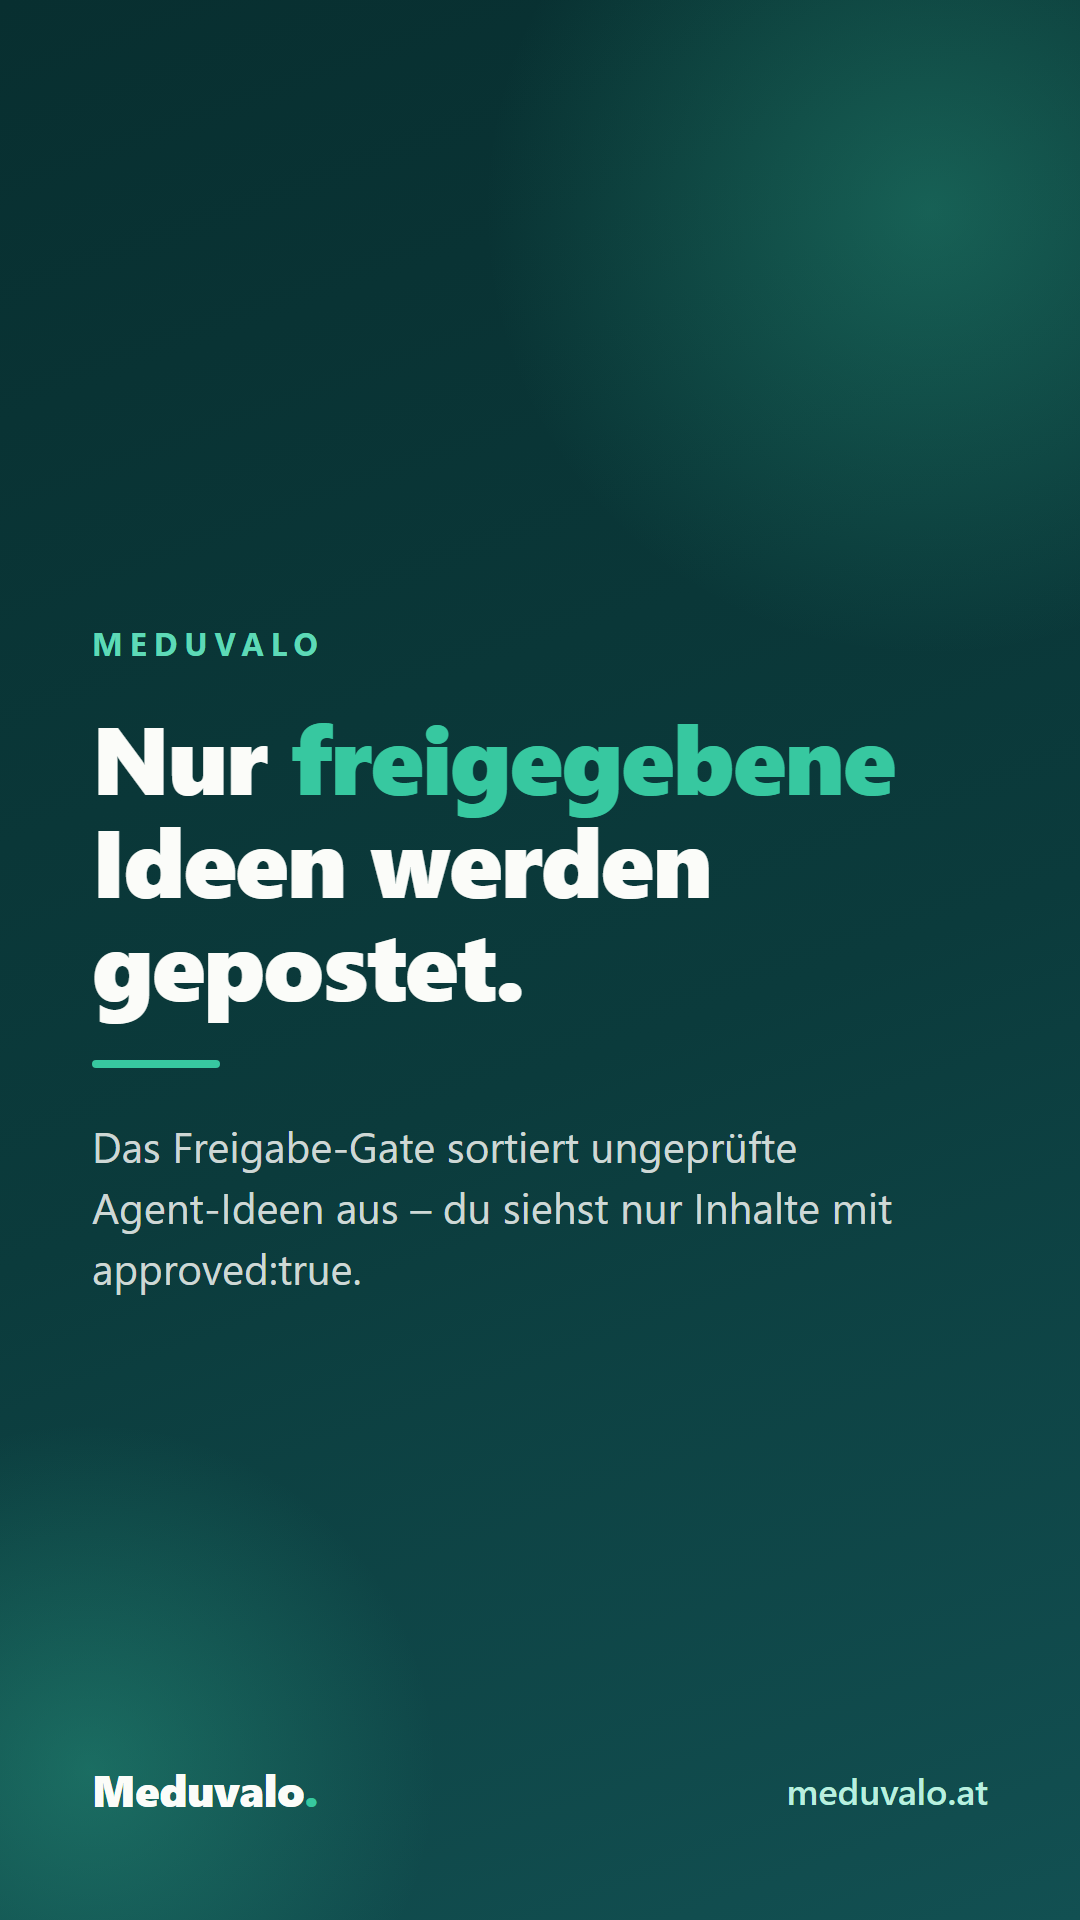 MEDUVALO
Nur freigegebene
Ideen werden
gepostet.
Das Freigabe-Gate sortiert ungeprüfte
Agent-Ideen aus – du siehst nur Inhalte mit
approved:true.
Meduvalo.
meduvalo.at